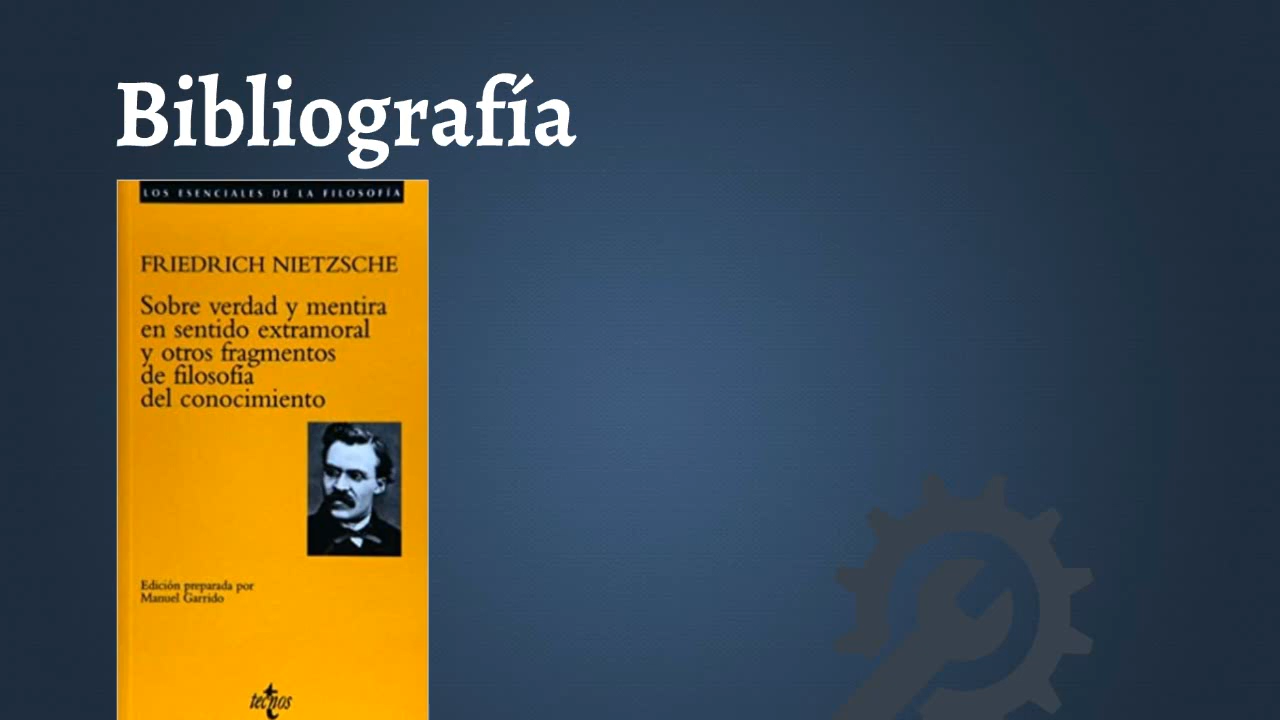 Bibliografía
LOS ESENCIALES DE LA FILOSOFÍA
FRIEDRICH NIETZSCHE
Sobre verdad y mentira
en sentido extramoral
y otros fragmentos
de filosofía
del conocimiento
Edición preparada por
Manuel Garrido
tecnos